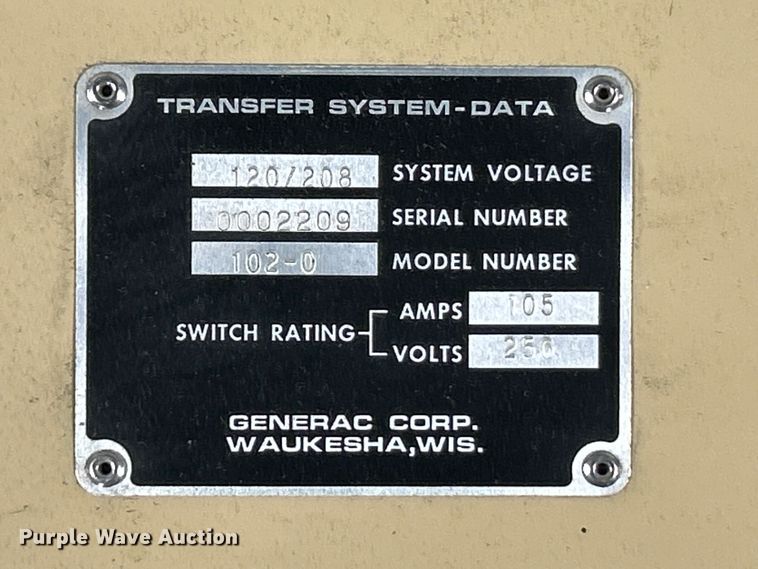 TRANSFER SYSTEM-DATA
120/208 SYSTEM VOLTAGE
0002209 SERIAL NUMBER
102-0 MODEL NUMBER
SWITCH RATING
AMPS 105
VOLTS 250
GENERAC CORP.
WAUKESHA, WIS.
Purple Wave Auction